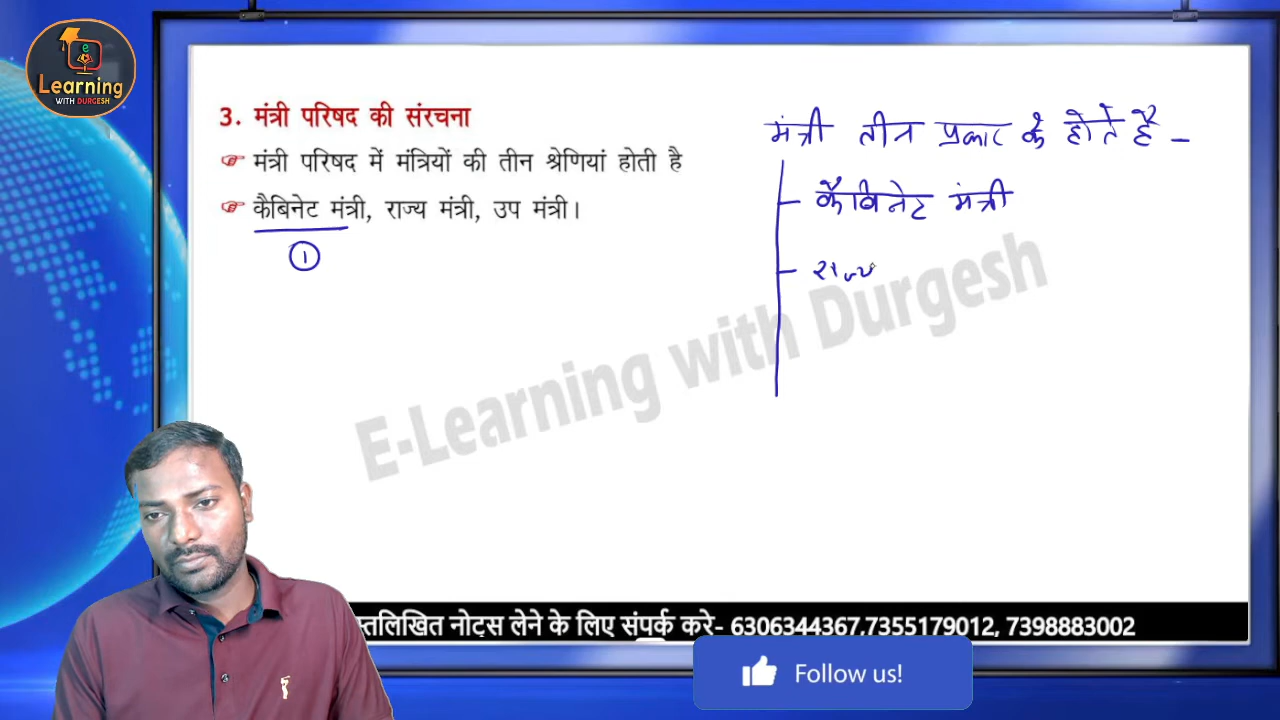 e
Learning
WITH DURGESH
3. मंत्री परिषद की संरचना
☞ मंत्री परिषद में मंत्रियों की तीन श्रेणियां होती है
☞ कैबिनेट मंत्री, राज्य मंत्री, उप मंत्री।
1
मंत्री तीन प्रकार के होते है -
- कैबिनेट मंत्री
- राज्य
E-Learning with Durgesh
स्तलिखित नोट्स लेने के लिए संपर्क करे- 6306344367,7355179012, 7398883002
Follow us!